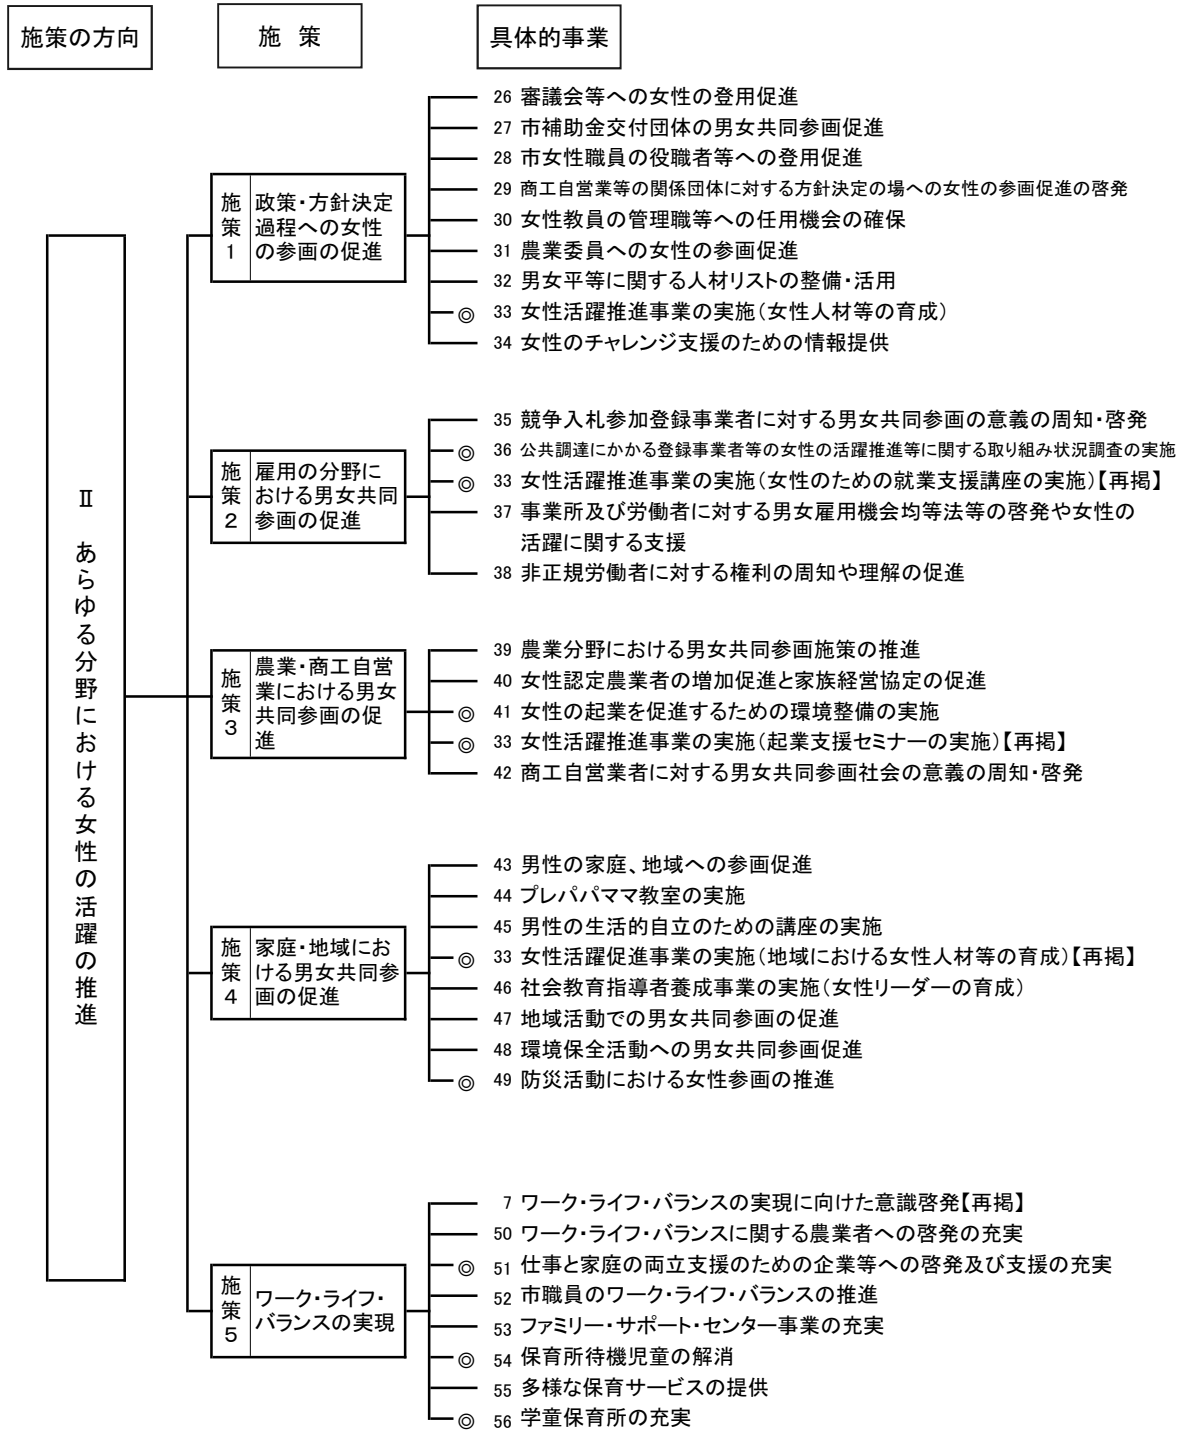 施策の方向
施　策
具体的事業
Ⅱ　あらゆる分野における女性の活躍の推進
施策1
政策・方針決定
過程への女性
の参画の促進
26 審議会等への女性の登用促進
27 市補助金交付団体の男女共同参画促進
28 市女性職員の役職者等への登用促進
29 商工自営業等の関係団体に対する方針決定の場への女性の参画促進の啓発
30 女性教員の管理職等への任用機会の確保
31 農業委員への女性の参画促進
32 男女平等に関する人材リストの整備・活用
◎ 33 女性活躍推進事業の実施（女性人材等の育成）
34 女性のチャレンジ支援のための情報提供
施策2
雇用の分野に
おける男女共同
参画の促進
35 競争入札参加登録事業者に対する男女共同参画の意義の周知・啓発
◎ 36 公共調達にかかる登録事業者等の女性の活躍推進等に関する取り組み状況調査の実施
◎ 33 女性活躍推進事業の実施（女性のための就業支援講座の実施）【再掲】
37 事業所及び労働者に対する男女雇用機会均等法等の啓発や女性の
活躍に関する支援
38 非正規労働者に対する権利の周知や理解の促進
施策3
農業・商工自営
業における男女
共同参画の促
進
39 農業分野における男女共同参画施策の推進
40 女性認定農業者の増加促進と家族経営協定の促進
◎ 41 女性の起業を促進するための環境整備の実施
◎ 33 女性活躍推進事業の実施（起業支援セミナーの実施）【再掲】
42 商工自営業者に対する男女共同参画社会の意義の周知・啓発
施策4
家庭・地域にお
ける男女共同参
画の促進
43 男性の家庭、地域への参画促進
44 プレパパママ教室の実施
45 男性の生活的自立のための講座の実施
◎ 33 女性活躍促進事業の実施（地域における女性人材等の育成）【再掲】
46 社会教育指導者養成事業の実施（女性リーダーの育成）
47 地域活動での男女共同参画の促進
48 環境保全活動への男女共同参画促進
◎ 49 防災活動における女性参画の推進
施策5
ワーク・ライフ・
バランスの実現
7 ワーク・ライフ・バランスの実現に向けた意識啓発【再掲】
50 ワーク・ライフ・バランスに関する農業者への啓発の充実
◎ 51 仕事と家庭の両立支援のための企業等への啓発及び支援の充実
52 市職員のワーク・ライフ・バランスの推進
53 ファミリー・サポート・センター事業の充実
◎ 54 保育所待機児童の解消
55 多様な保育サービスの提供
◎ 56 学童保育所の充実